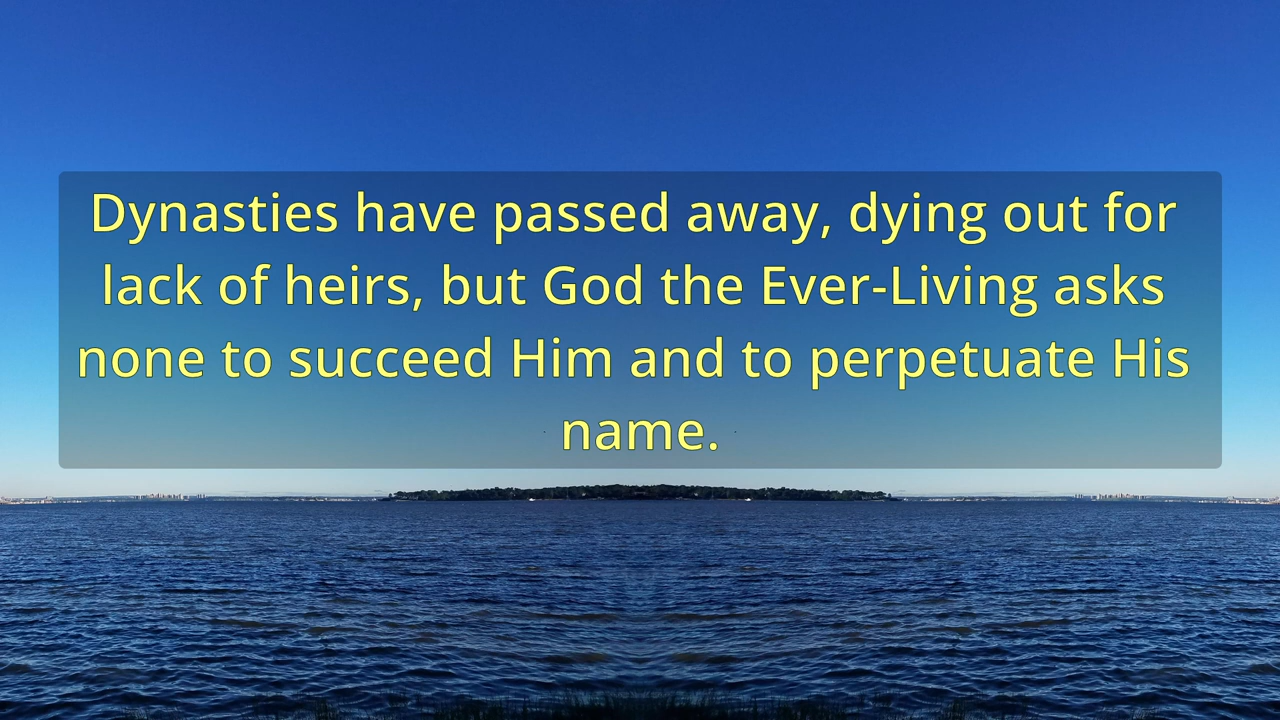 Dynasties have passed away, dying out for
lack of heirs, but God the Ever-Living asks
none to succeed Him and to perpetuate His
name.